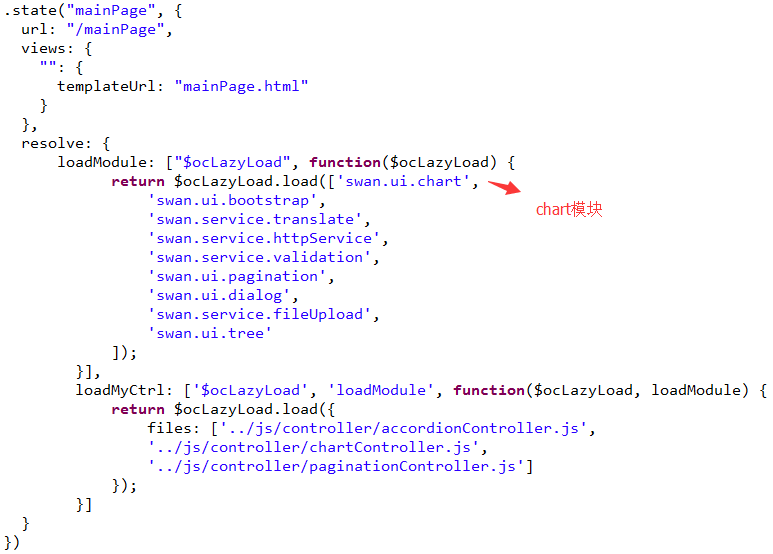 .state("mainPage", {
  url: "/mainPage",
  views: {
    "": {
      templateUrl: "mainPage.html"
    }
  },
  resolve: {
      loadModule: ["$ocLazyLoad", function($ocLazyLoad) {
            return $ocLazyLoad.load(['swan.ui.chart',
                'swan.ui.bootstrap',
chart模块
                'swan.service.translate',
                'swan.service.httpService',
                'swan.service.validation',
                'swan.ui.pagination',
                'swan.ui.dialog',
                'swan.service.fileUpload',
                'swan.ui.tree'
            ]);
        }],
        loadMyCtrl: ['$ocLazyLoad', 'loadModule', function($ocLazyLoad, loadModule) {
            return $ocLazyLoad.load({
                files: ['../js/controller/accordionController.js',
                '../js/controller/chartController.js',
                '../js/controller/paginationController.js']
            });
        }]
  }
})